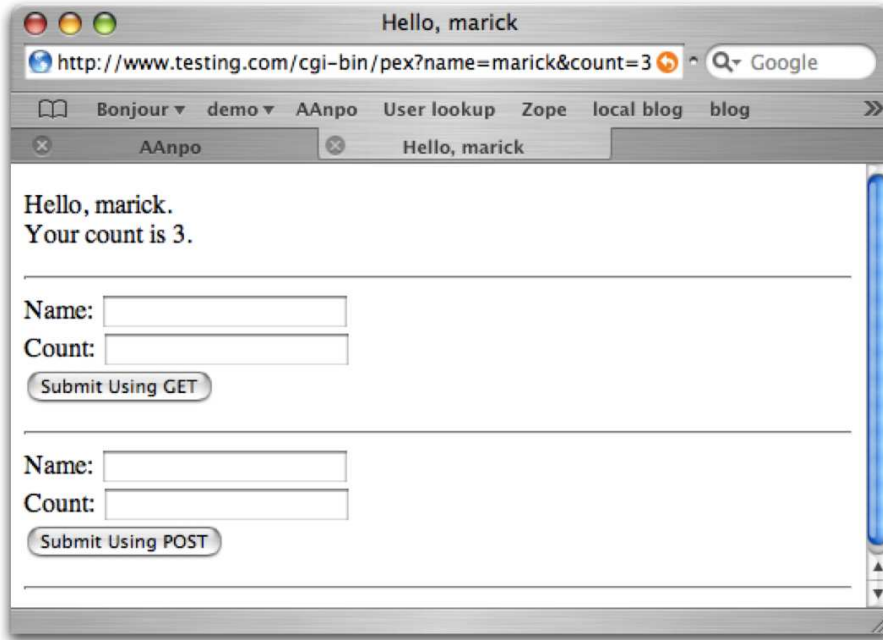 Hello, marick
http://www.testing.com/cgi-bin/pex?name=marick&count=3 Google
Bonjour demo AAnpo User lookup Zope local blog blog
AAnpo Hello, marick
Hello, marick.
Your count is 3.
Name:
Count:
Submit Using GET
Name:
Count:
Submit Using POST